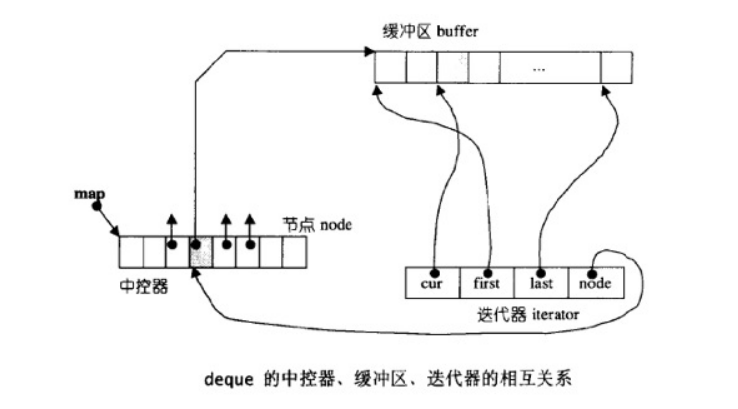 缓冲区 buffer
...
map
节点 node
中控器
cur first last node
迭代器 iterator
deque 的中控器、缓冲区、迭代器的相互关系